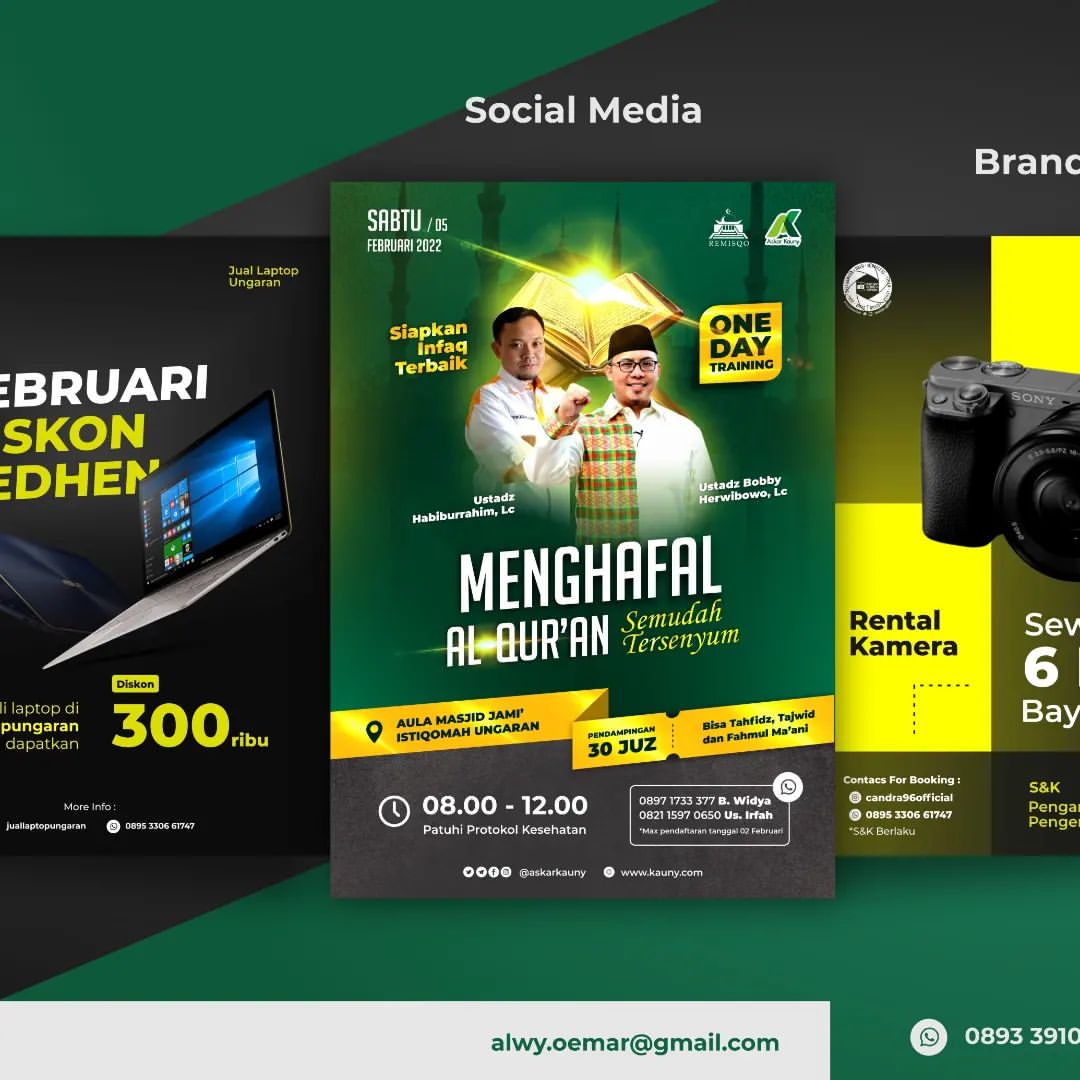 Social Media
Branc
Jual Laptop
Ungaran
EBRUARI
ISKON
EDHEN
li laptop di
pungaran
dapatkan
Diskon
300 ribu
More Info :
juallaptopungaran
0895 3306 61747
SABTU / 05
FEBRUARI 2022
REMISQO
Askar Kauny
Siapkan
Infaq
Terbaik
ONE
DAY
TRAINING
Ustadz
Habiburrahim, Lc
Ustadz Bobby
Herwibowo, Lc
MENGHAFAL
AL-QUR'AN
Semudah
Tersenyum
AULA MASJID JAMI'
ISTIQOMAH UNGARAN
PENDAMPINGAN
30 JUZ
Bisa Tahfidz, Tajwid
dan Fahmul Ma'ani
08.00 - 12.00
Patuhi Protokol Kesehatan
0897 1733 377 B. Widya
0821 1597 0650 Us. Irfah
*Max pendaftaran tanggal 02 Februari
@askarkauny
www.kauny.com
SONY
Rental
Kamera
Sew
6
Bay
Contacs For Booking :
candra96official
0895 3306 61747
*S&K Berlaku
S&K
Pengan
Penger
alwy.oemar@gmail.com
0893 3910